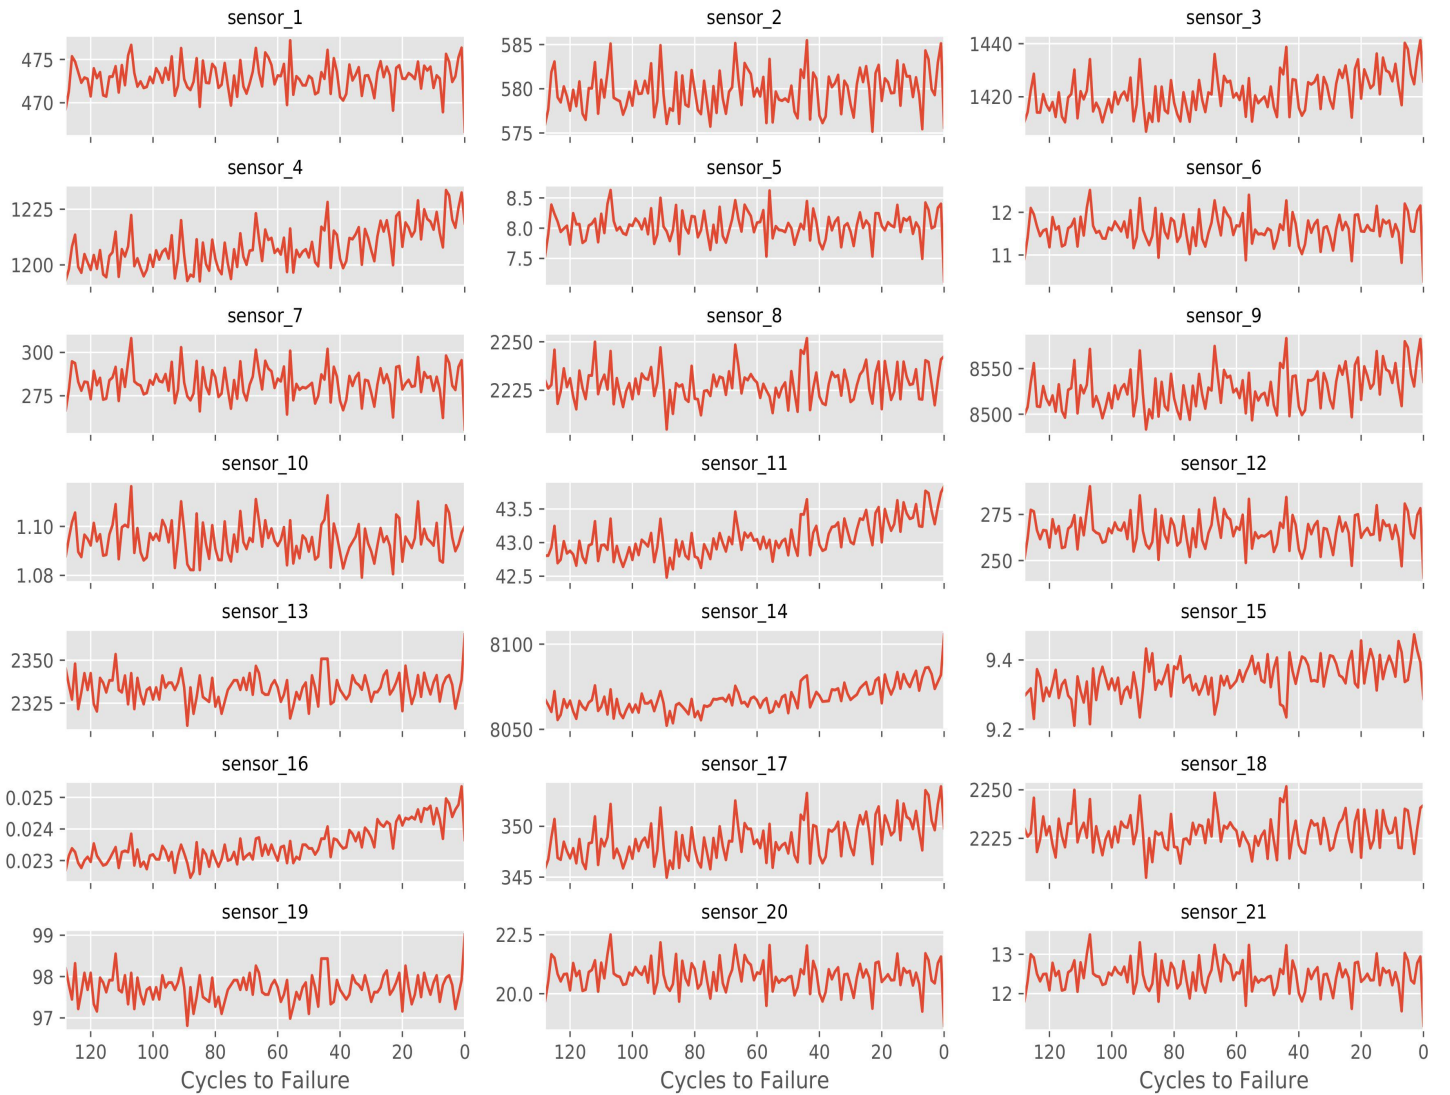 sensor_1 sensor_2 sensor_3
475 585 1440
470 580 1420
575
sensor_4 sensor_5 sensor_6
1225 8.5 12
1200 8.0 11
7.5
sensor_7 sensor_8 sensor_9
300 2250 8550
275 2225 8500
sensor_10 sensor_11 sensor_12
1.10 43.5 275
1.08 43.0 250
42.5
sensor_13 sensor_14 sensor_15
2350 8100 9.4
2325 8050 9.2
sensor_16 sensor_17 sensor_18
0.025 350 2250
0.024 345 2225
0.023
sensor_19 sensor_20 sensor_21
99 22.5 13
98 20.0 12
97
120 100 80 60 40 20 0 120 100 80 60 40 20 0 120 100 80 60 40 20 0
Cycles to Failure Cycles to Failure Cycles to Failure